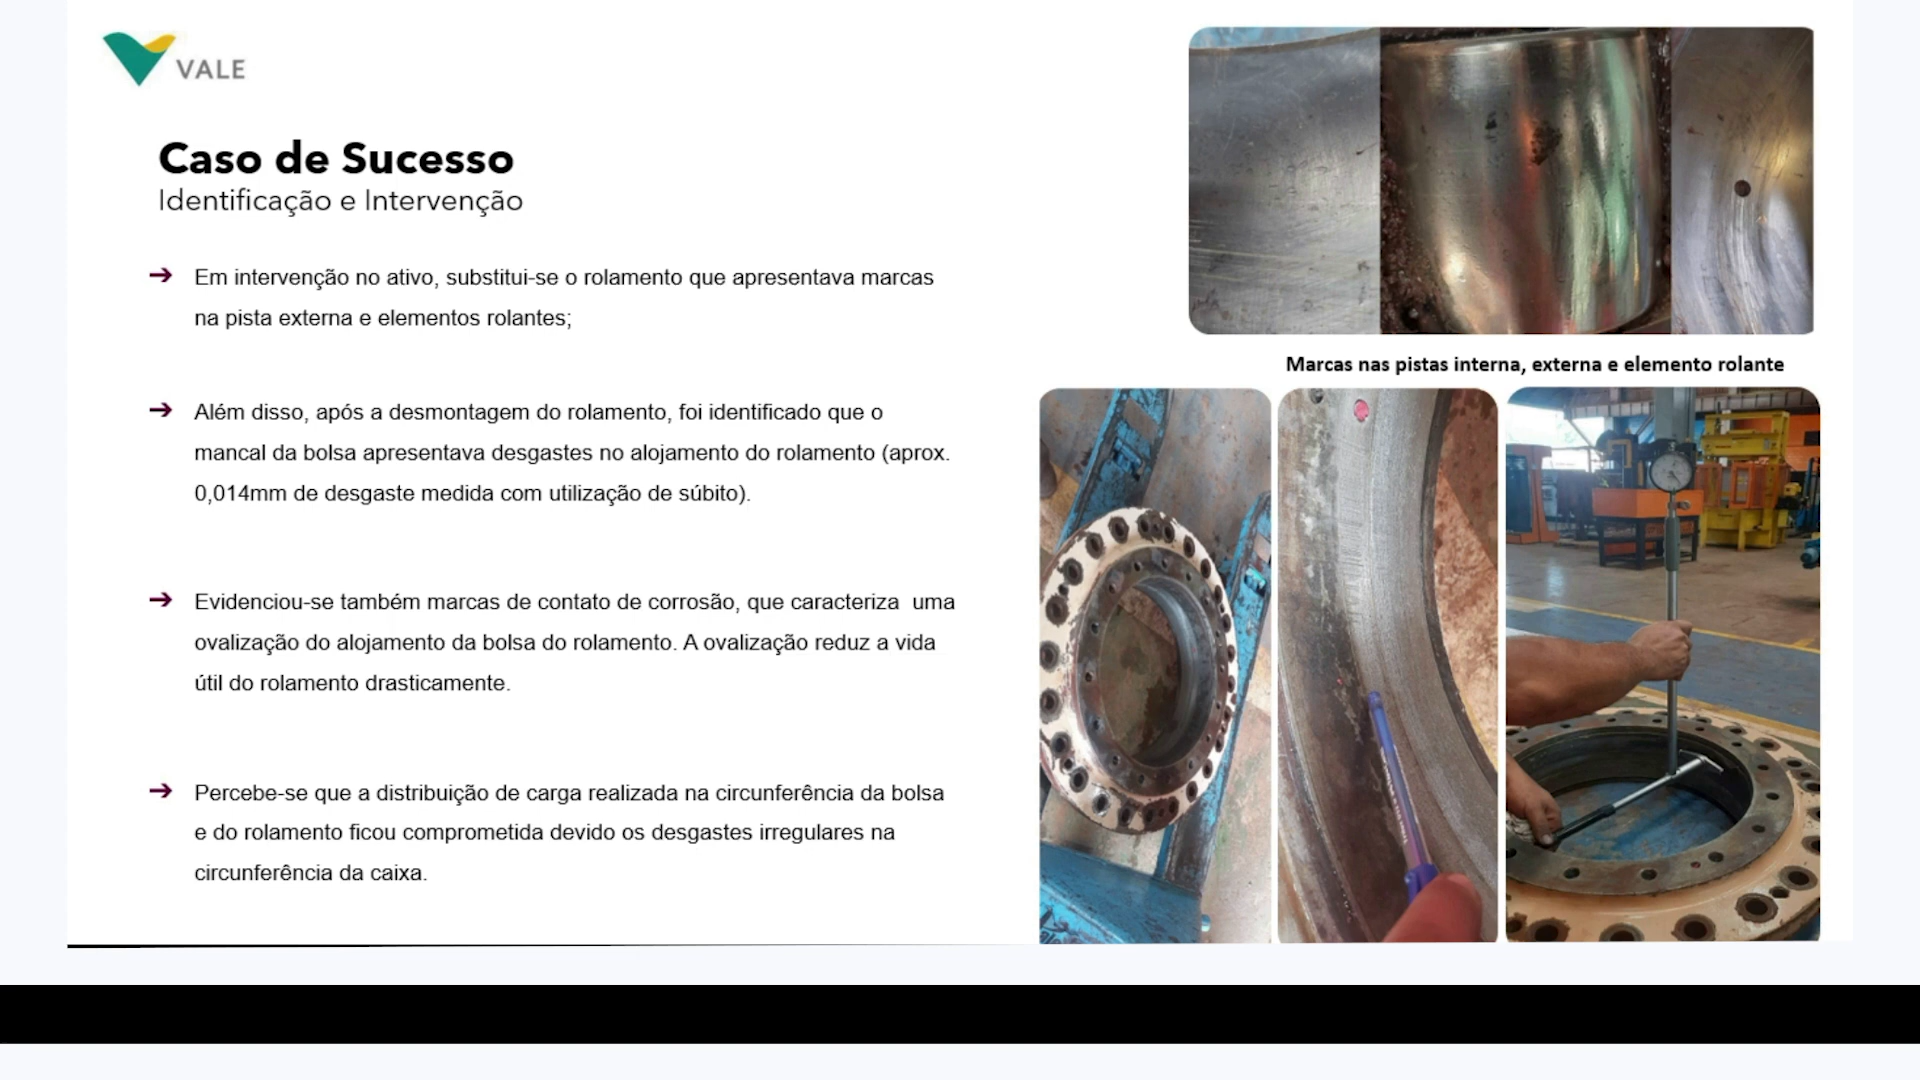 VALE
Caso de Sucesso
Identificação e Intervenção
Em intervenção no ativo, substitui-se o rolamento que apresentava marcas
na pista externa e elementos rolantes;
Além disso, após a desmontagem do rolamento, foi identificado que o
mancal da bolsa apresentava desgastes no alojamento do rolamento (aprox.
0,014mm de desgaste medida com utilização de súbito).
Evidenciou-se também marcas de contato de corrosão, que caracteriza  uma
ovalização do alojamento da bolsa do rolamento. A ovalização reduz a vida
útil do rolamento drasticamente.
Percebe-se que a distribuição de carga realizada na circunferência da bolsa
e do rolamento ficou comprometida devido os desgastes irregulares na
circunferência da caixa.
Marcas nas pistas interna, externa e elemento rolante